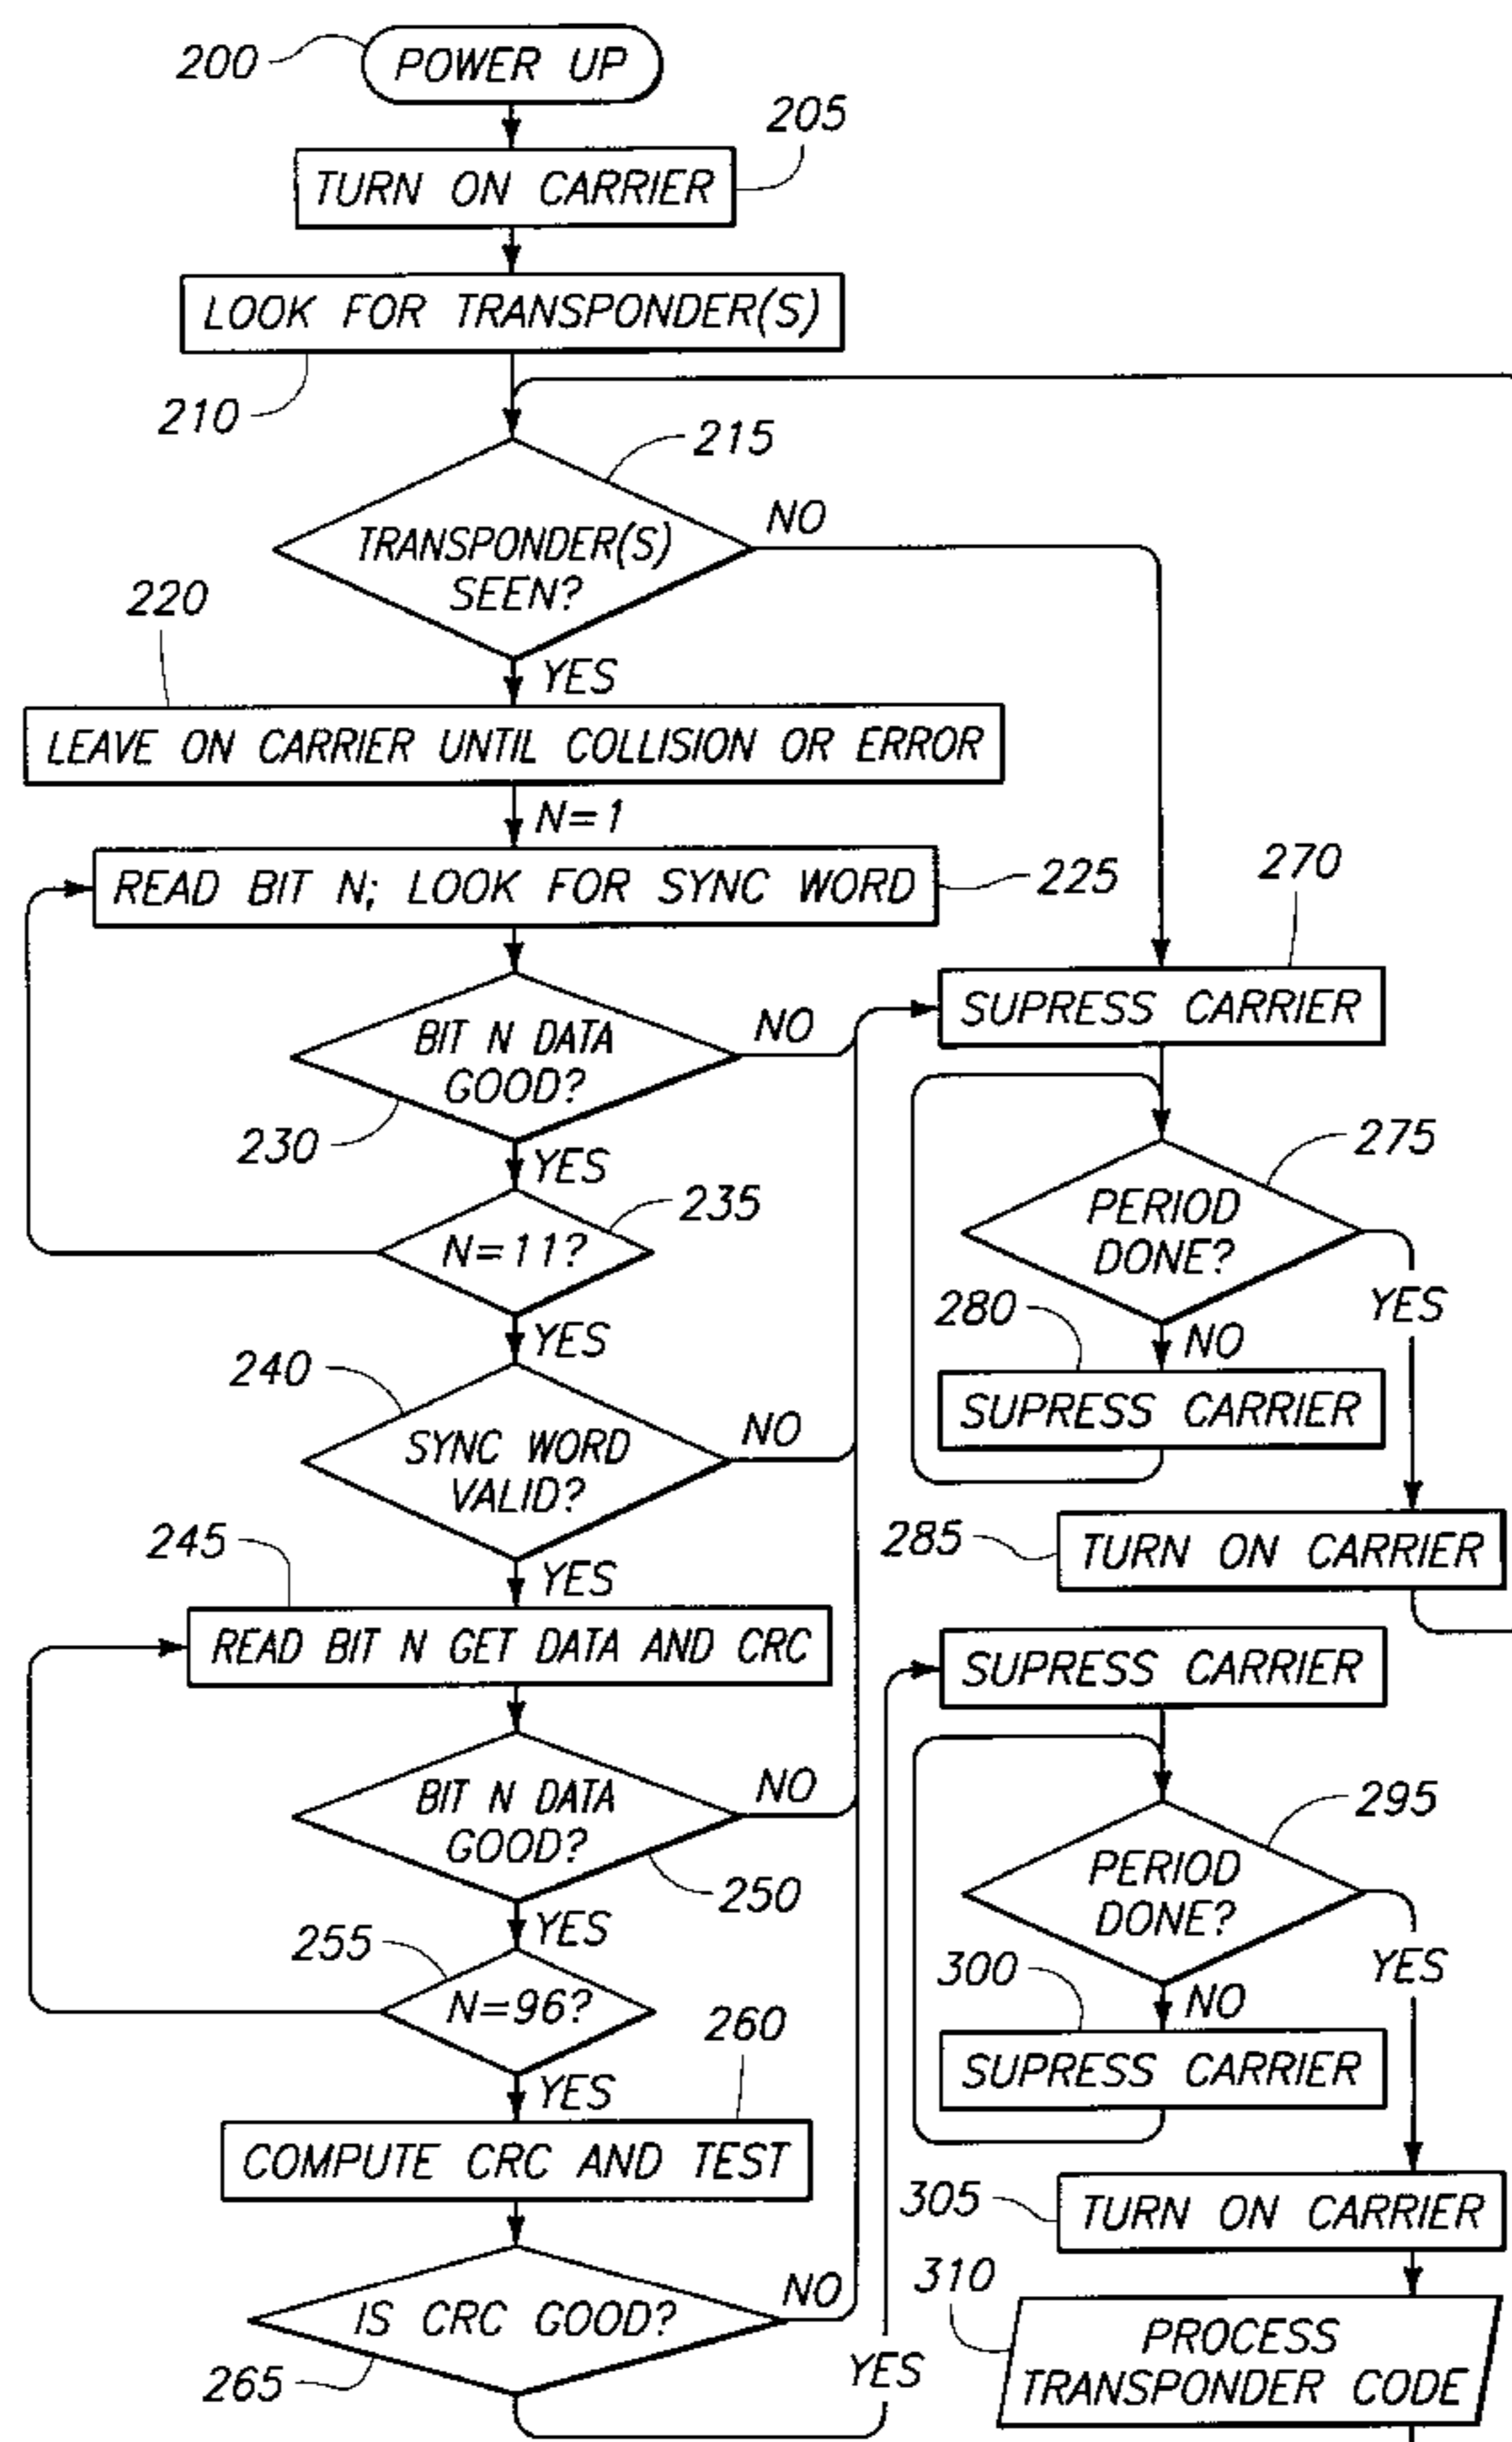 200
POWER UP
205
TURN ON CARRIER
LOOK FOR TRANSPONDER(S)
210
215
TRANSPONDER(S)
SEEN?
NO
YES
220
LEAVE ON CARRIER UNTIL COLLISION OR ERROR
N=1
READ BIT N; LOOK FOR SYNC WORD
225
BIT N DATA
GOOD?
NO
230
YES
N=11?
235
YES
240
SYNC WORD
VALID?
NO
YES
245
READ BIT N GET DATA AND CRC
BIT N DATA
GOOD?
NO
250
YES
255
N=96?
YES
260
COMPUTE CRC AND TEST
IS CRC GOOD?
NO
265
YES
270
SUPRESS CARRIER
275
PERIOD
DONE?
YES
NO
280
SUPRESS CARRIER
285
TURN ON CARRIER
SUPRESS CARRIER
295
PERIOD
DONE?
YES
NO
300
SUPRESS CARRIER
305
TURN ON CARRIER
310
PROCESS
TRANSPONDER CODE